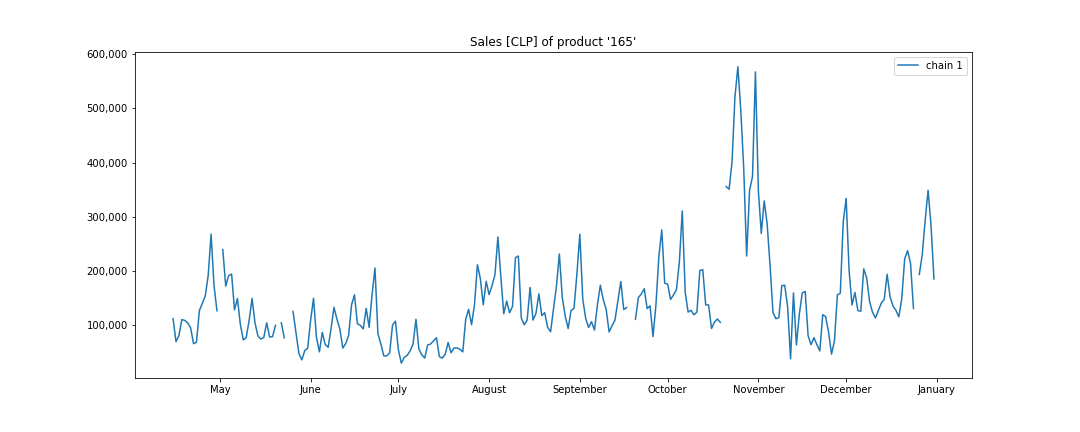 Sales [CLP] of product '165'
chain 1
600,000
500,000
400,000
300,000
200,000
100,000
May June July August September October November December January